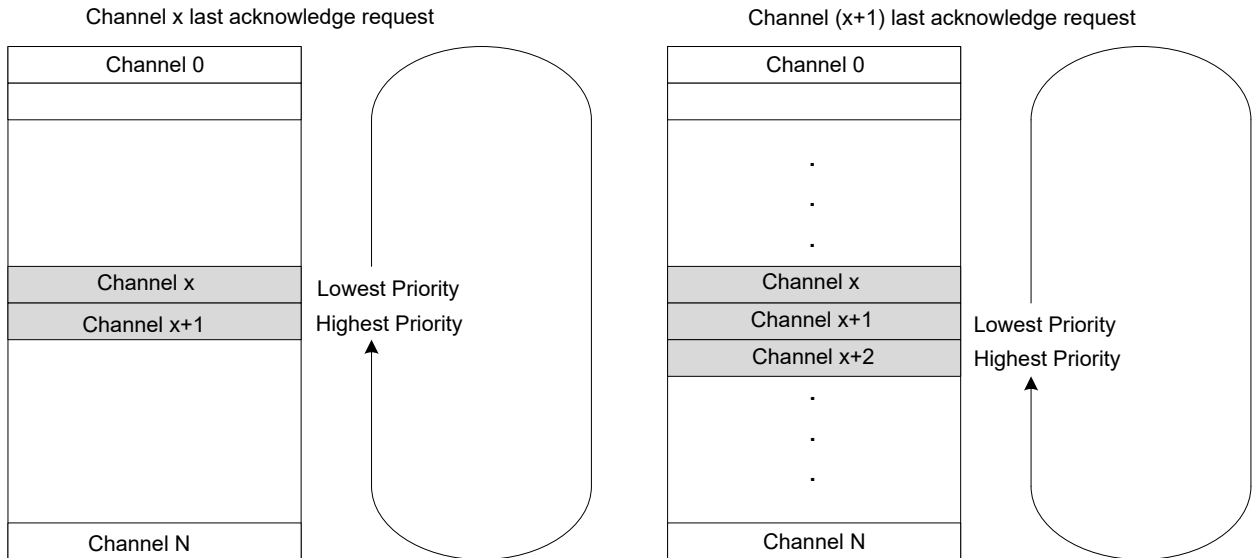 Channel x last acknowledge request
Channel 0
Channel x
Lowest Priority
Channel x+1
Highest Priority
Channel N
Channel (x+1) last acknowledge request
Channel 0
.
.
.
Channel x
Channel x+1
Lowest Priority
Channel x+2
Highest Priority
.
.
.
Channel N